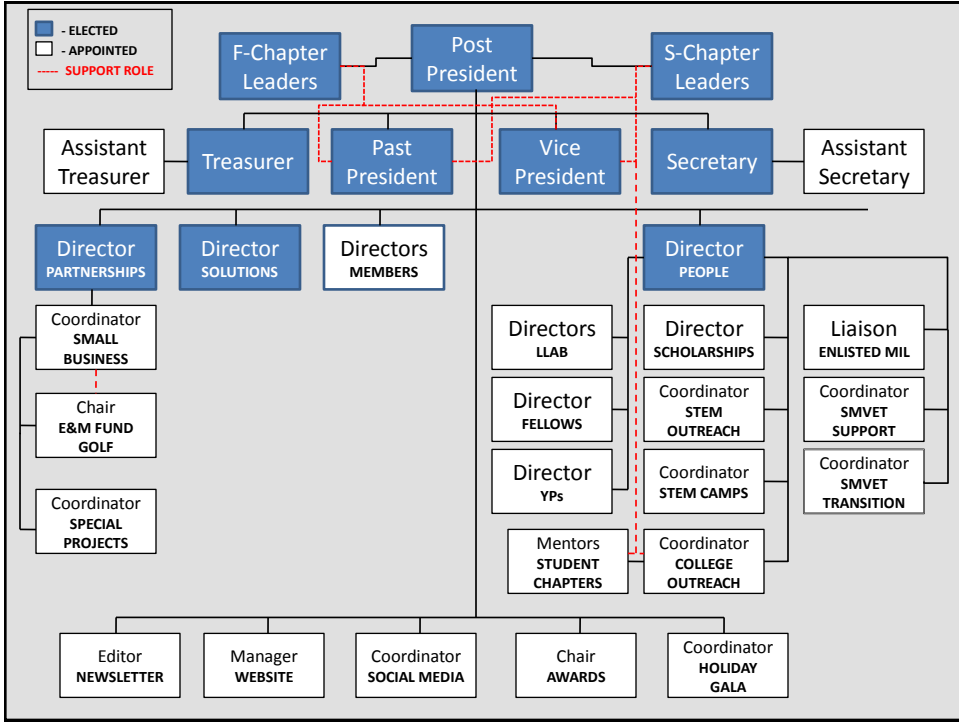 - ELECTED
- APPOINTED
----- SUPPORT ROLE
F-Chapter
Leaders
Post
President
S-Chapter
Leaders
Assistant
Treasurer
Treasurer
Past
President
Vice
President
Secretary
Assistant
Secretary
Director
PARTNERSHIPS
Director
SOLUTIONS
Directors
MEMBERS
Director
PEOPLE
Coordinator
SMALL
BUSINESS
Chair
E&M FUND
GOLF
Coordinator
SPECIAL
PROJECTS
Directors
LLAB
Director
SCHOLARSHIPS
Liaison
ENLISTED MIL
Director
FELLOWS
Coordinator
STEM
OUTREACH
Coordinator
SMVET
SUPPORT
Director
YPs
Coordinator
STEM CAMPS
Coordinator
SMVET
TRANSITION
Mentors
STUDENT
CHAPTERS
Coordinator
COLLEGE
OUTREACH
Editor
NEWSLETTER
Manager
WEBSITE
Coordinator
SOCIAL MEDIA
Chair
AWARDS
Coordinator
HOLIDAY
GALA